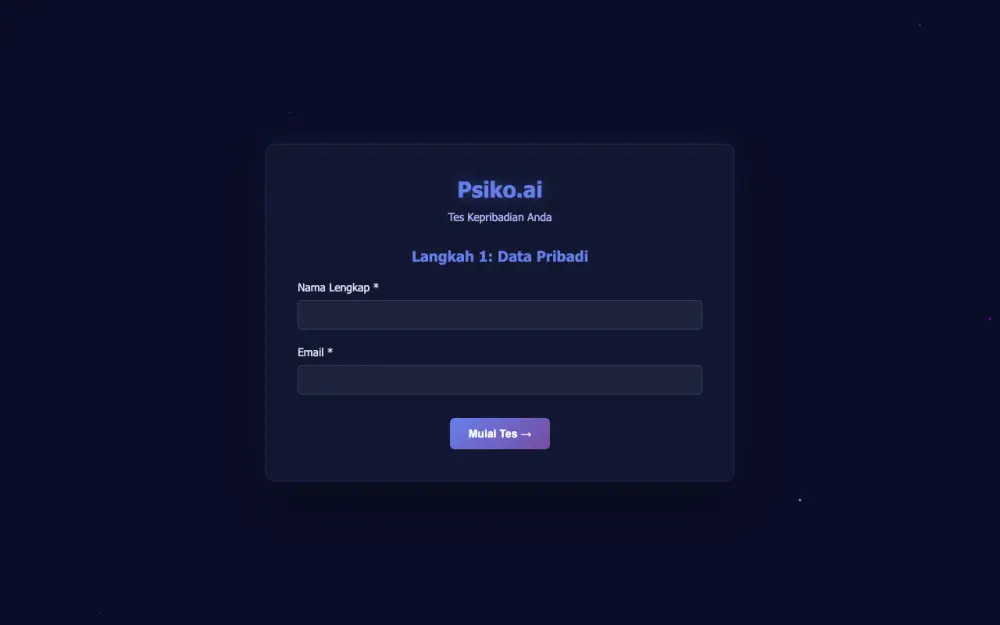 Psiko.ai
Tes Kepribadian Anda
Langkah 1: Data Pribadi
Nama Lengkap *
Email *
Mulai Tes →